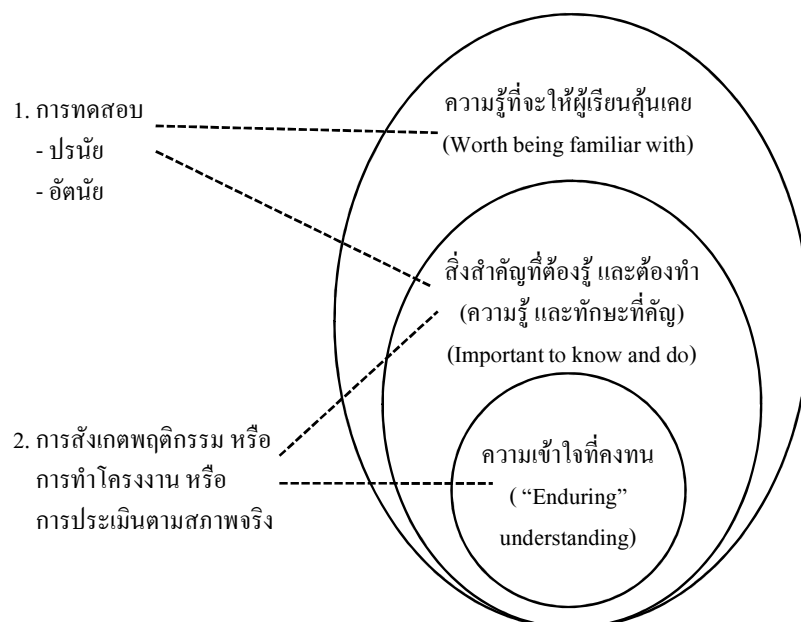 1. การทดสอบ
- ปรนัย
- อัตนัย
ความรู้ที่จะให้ผู้เรียนคุ้นเคย
(Worth being familiar with)
สิ่งสำคัญที่ต้องรู้ และต้องทำ
(ความรู้ และทักษะที่คัญ)
(Important to know and do)
2. การสังเกตพฤติกรรม หรือ
การทำโครงงาน หรือ
การประเมินตามสภาพจริง
ความเข้าใจที่คงทน
( “Enduring”
understanding)